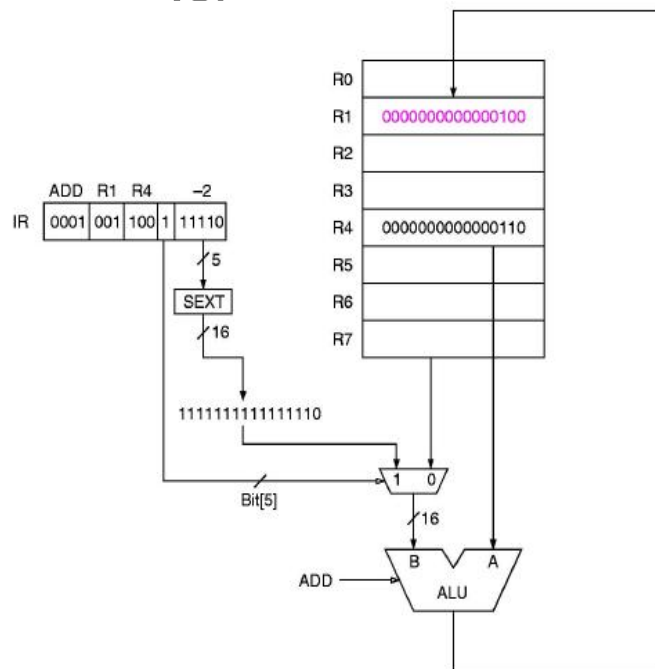 R0
R1 0000000000000100
R2
R3
ADD R1 R4 –2
IR 0001 001 100 1 11110
R4 0000000000000110
5
R5
SEXT
R6
16
R7
1111111111111110
1 0
Bit[5]
16
B A
ADD
ALU